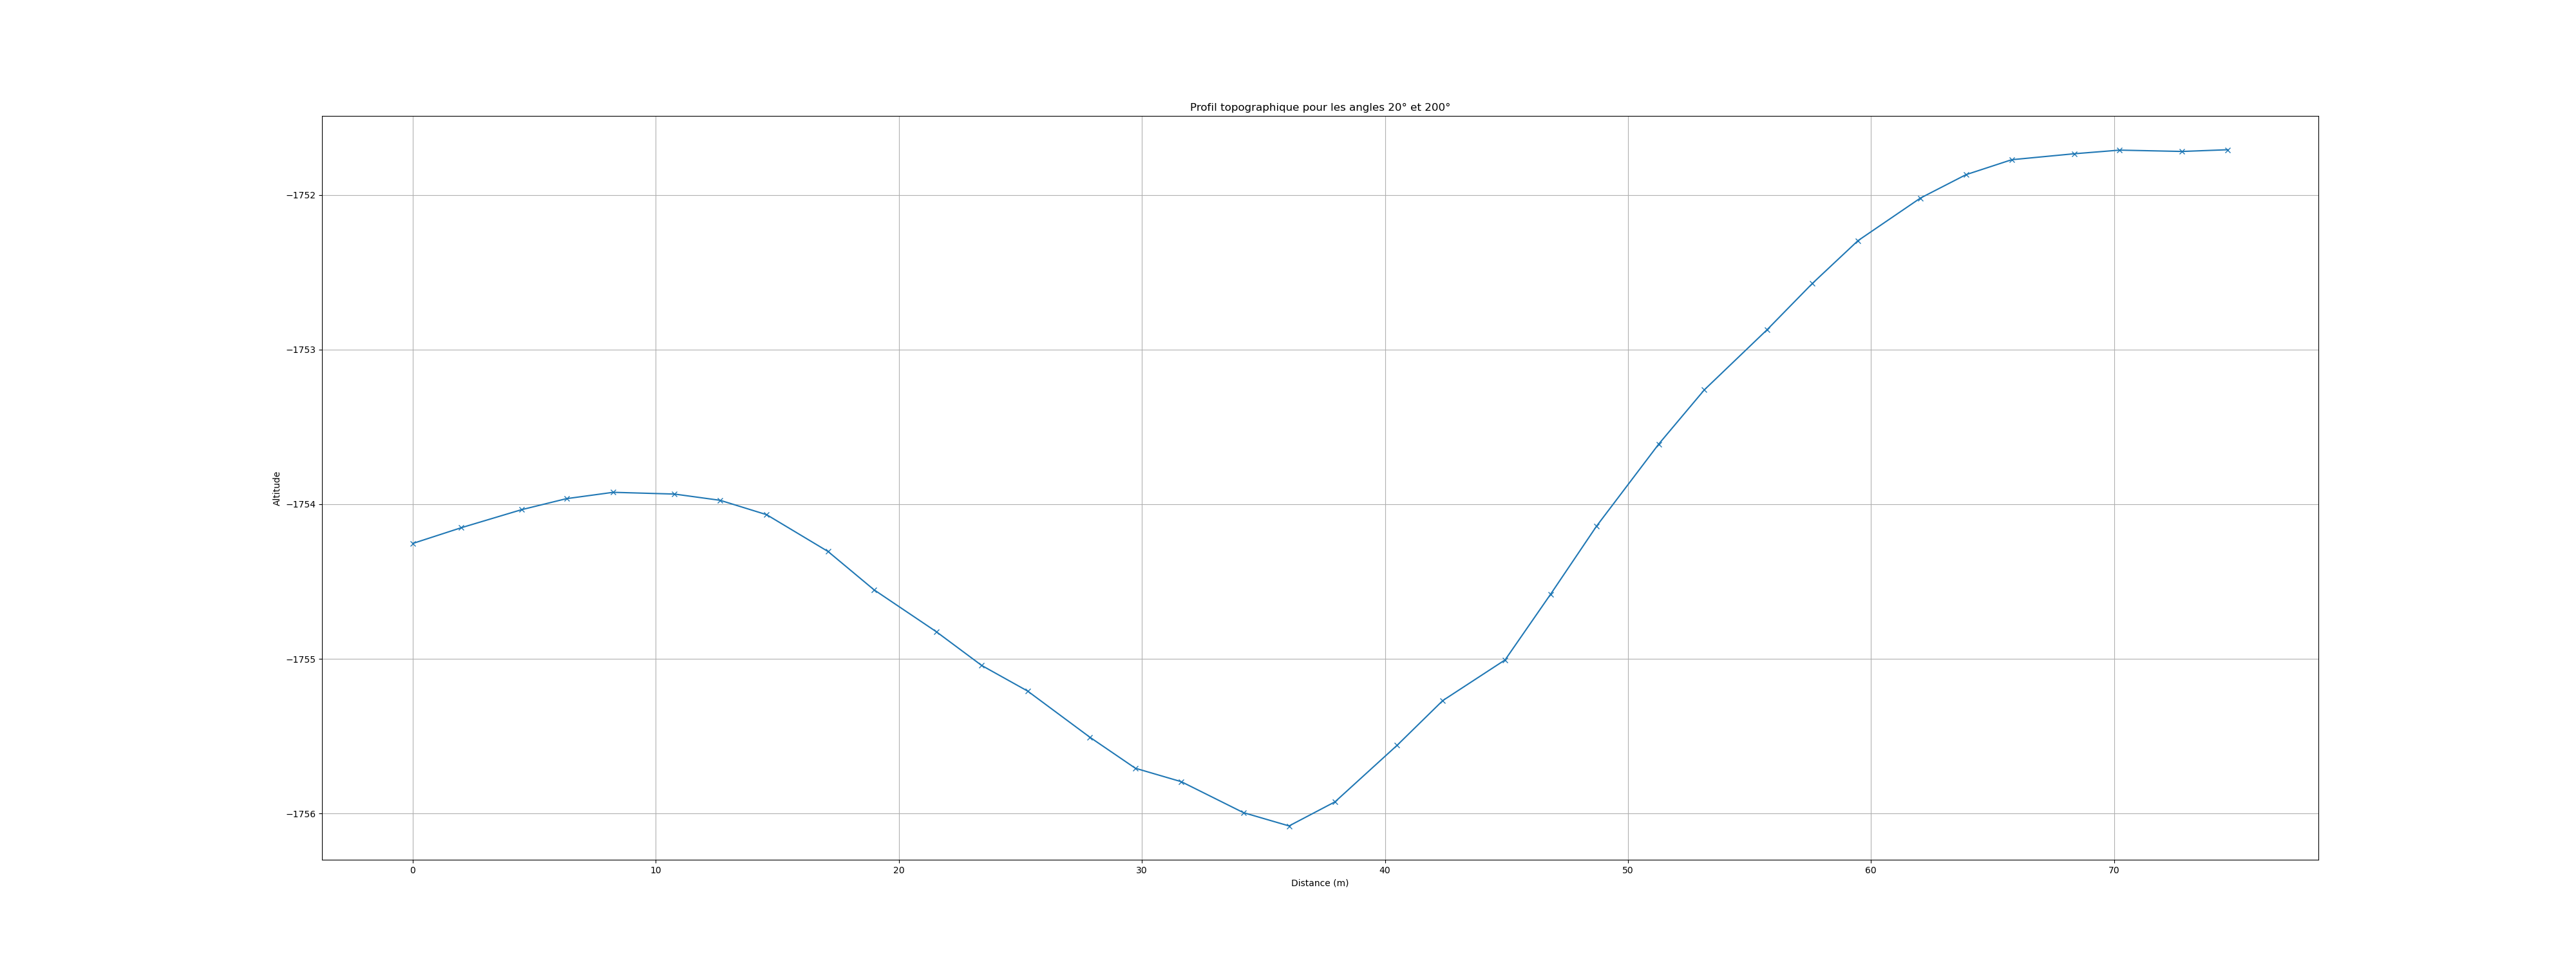 Profil topographique pour les angles 20° et 200°
Altitude
−1752
−1753
−1754
−1755
−1756
0 10 20 30 40 50 60 70
Distance (m)